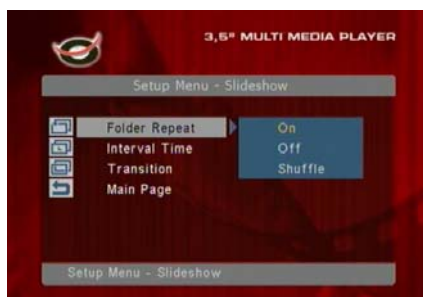 3,5" MULTI MEDIA PLAYER
Setup Menu - Slideshow
Folder Repeat On
Interval Time Off
Transition Shuffle
Main Page
Setup Menu - Slideshow